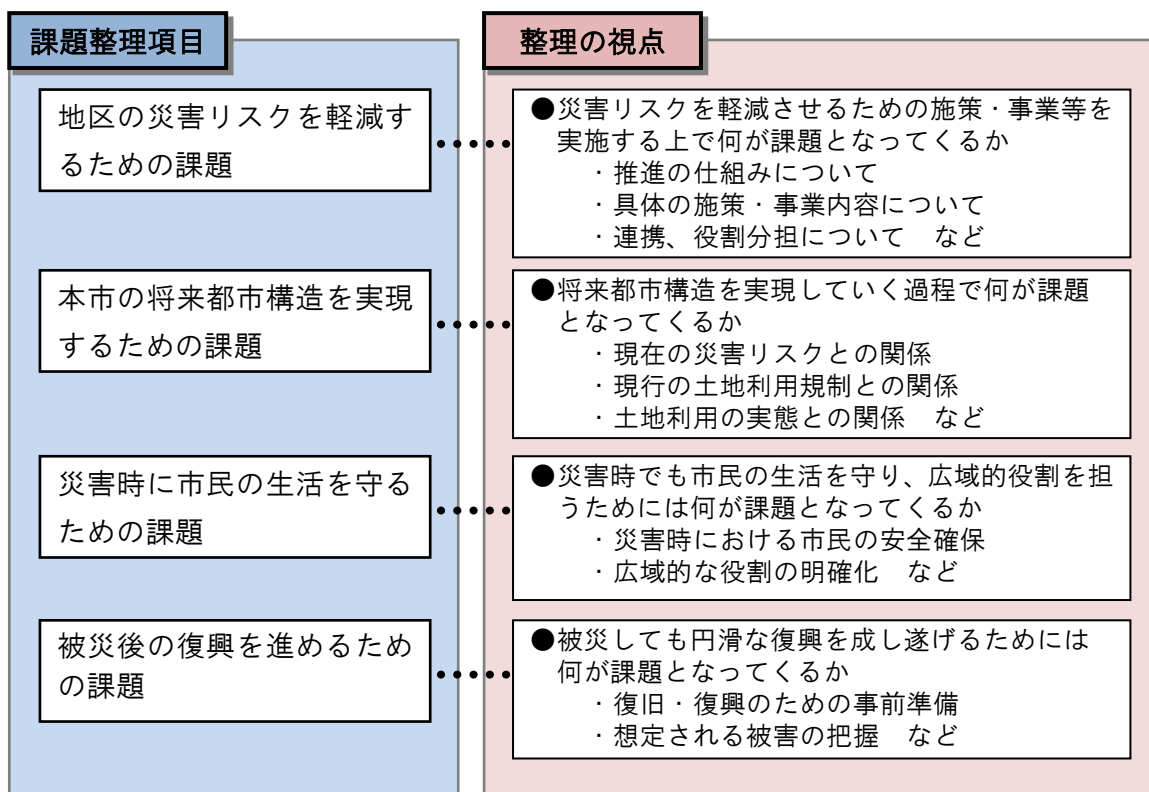 課題整理項目
整理の視点
地区の災害リスクを軽減す
るための課題
●災害リスクを軽減させるための施策・事業等を
実施する上で何が課題となってくるか
・推進の仕組みについて
・具体の施策・事業内容について
・連携、役割分担について　など
本市の将来都市構造を実現
するための課題
●将来都市構造を実現していく過程で何が課題
となってくるか
・現在の災害リスクとの関係
・現行の土地利用規制との関係
・土地利用の実態との関係　など
災害時に市民の生活を守る
ための課題
●災害時でも市民の生活を守り、広域的役割を担
うためには何が課題となってくるか
・災害時における市民の安全確保
・広域的な役割の明確化　など
被災後の復興を進めるため
の課題
●被災しても円滑な復興を成し遂げるためには
何が課題となってくるか
・復旧・復興のための事前準備
・想定される被害の把握　など